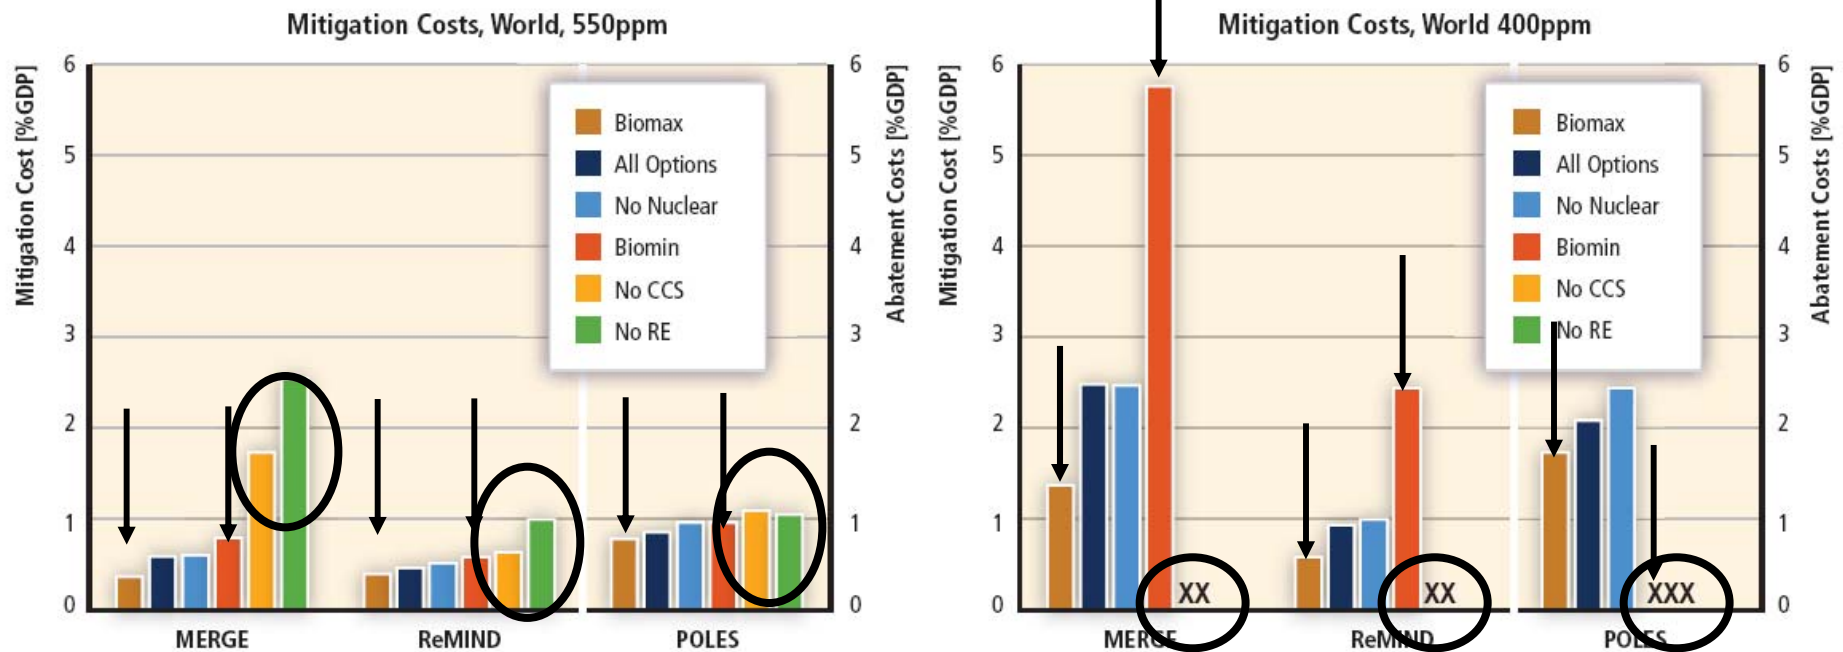 Mitigation Costs, World, 550ppm
Mitigation Cost [%GDP]
6
5
4
3
2
1
0
Biomax
All Options
No Nuclear
Biomin
No CCS
No RE
6
5
4
3
2
1
0
Abatement Costs [%GDP]
MERGE
ReMIND
POLES
Mitigation Costs, World 400ppm
Mitigation Cost [%GDP]
6
5
4
3
2
1
0
Biomax
All Options
No Nuclear
Biomin
No CCS
No RE
XX
XX
XXX
6
5
4
3
2
1
0
Abatement Costs [%GDP]
MERGE
ReMIND
POLES